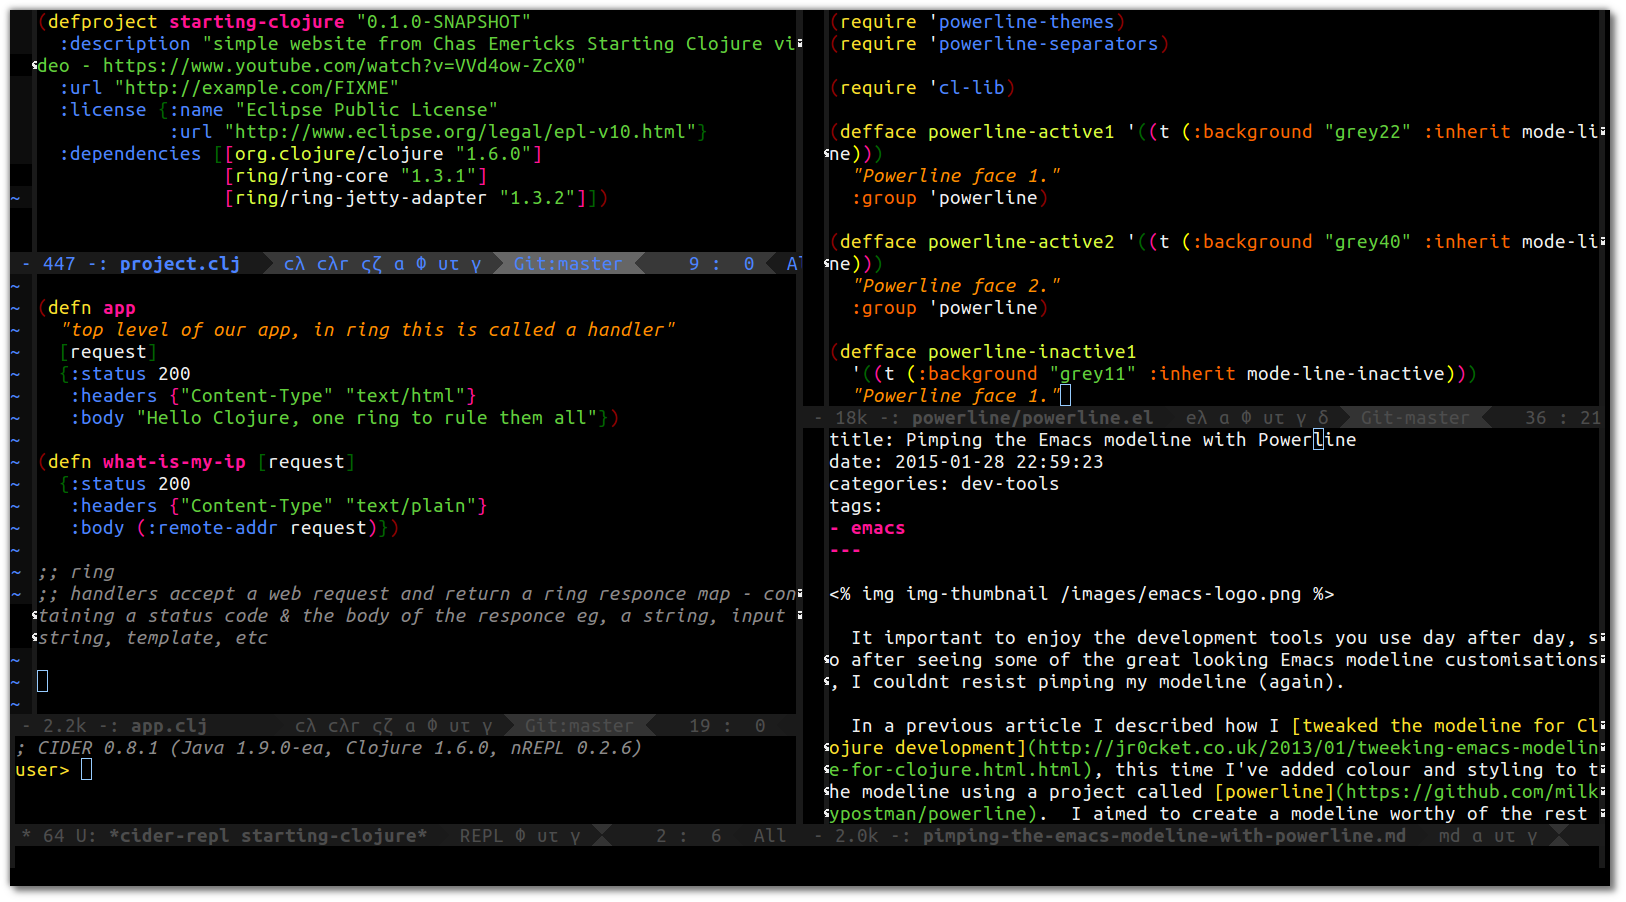 (defproject starting-clojure "0.1.0-SNAPSHOT"
:description "simple website from Chas Emericks Starting Clojure vi
deo - https://www.youtube.com/watch?v=VVd4ow-ZcX0"
:url "http://example.com/FIXME"
:license {:name "Eclipse Public License"
:url "http://www.eclipse.org/legal/epl-v10.html"}
:dependencies [[org.clojure/clojure "1.6.0"]
[ring/ring-core "1.3.1"]
~ [ring/ring-jetty-adapter "1.3.2"]])
- 447 -: project.clj cλ cλr ςζ α Φ υτ γ Git:master 9 : 0 Al
~
~ (defn app
~ "top level of our app, in ring this is called a handler"
~ [request]
~ {:status 200
~ :headers {"Content-Type" "text/html"}
~ :body "Hello Clojure, one ring to rule them all"})
~
~ (defn what-is-my-ip [request]
~ {:status 200
~ :headers {"Content-Type" "text/plain"}
~ :body (:remote-addr request)})
~
~ ;; ring
~ ;; handlers accept a web request and return a ring responce map - con
taining a status code & the body of the responce eg, a string, input
string, template, etc
~
~
~
- 2.2k -: app.clj cλ cλr ςζ α Φ υτ γ Git:master 19 : 0
; CIDER 0.8.1 (Java 1.9.0-ea, Clojure 1.6.0, nREPL 0.2.6)
user>
* 64 U: *cider-repl starting-clojure* REPL Φ υτ γ 2 : 6 All
(require 'powerline-themes)
(require 'powerline-separators)
(require 'cl-lib)
(defface powerline-active1 '((t (:background "grey22" :inherit mode-li
ne)))
"Powerline face 1."
:group 'powerline)
(defface powerline-active2 '((t (:background "grey40" :inherit mode-li
ne)))
"Powerline face 2."
:group 'powerline)
(defface powerline-inactive1
'((t (:background "grey11" :inherit mode-line-inactive)))
"Powerline face 1."
- 18k -: powerline/powerline.el eλ α Φ υτ γ δ Git-master 36 : 21
title: Pimping the Emacs modeline with Powerline
date: 2015-01-28 22:59:23
categories: dev-tools
tags:
- emacs
---
<% img img-thumbnail /images/emacs-logo.png %>
It important to enjoy the development tools you use day after day, s
o after seeing some of the great looking Emacs modeline customisations
, I couldnt resist pimping my modeline (again).
In a previous article I described how I [tweaked the modeline for Cl
ojure development](http://jr0cket.co.uk/2013/01/tweeking-emacs-modelin
e-for-clojure.html.html), this time I've added colour and styling to t
he modeline using a project called [powerline](https://github.com/milk
ypostman/powerline).  I aimed to create a modeline worthy of the rest
- 2.0k -: pimping-the-emacs-modeline-with-powerline.md md α υτ γ